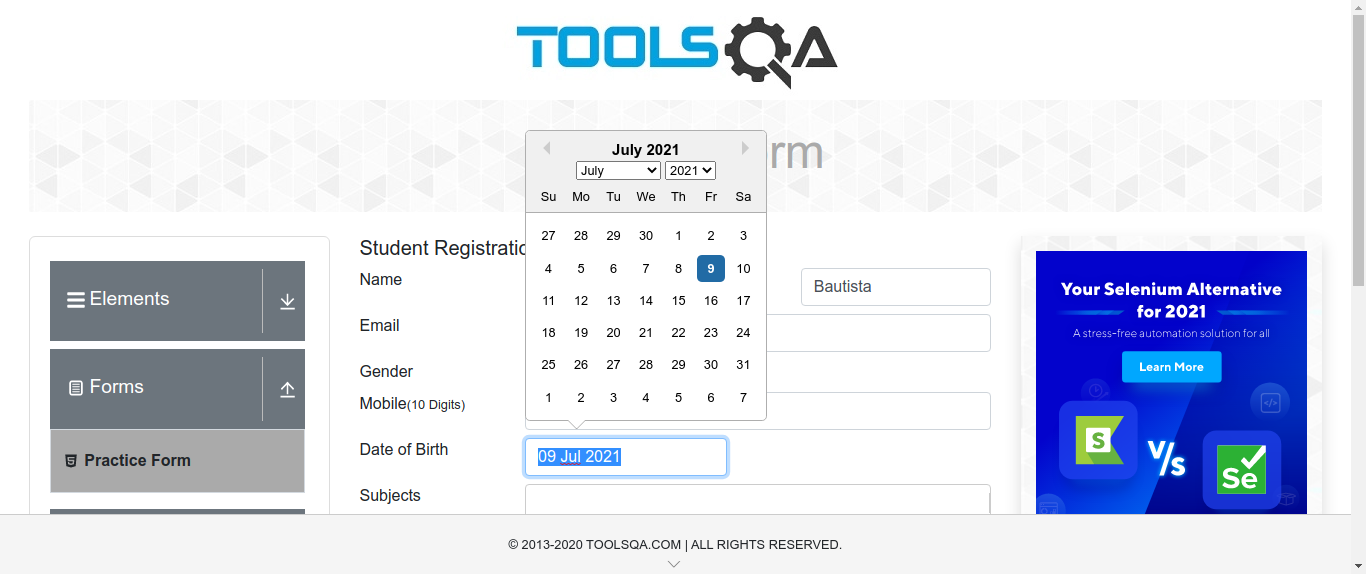 TOOLSQA
rm
July 2021
July 2021
Su Mo Tu We Th Fr Sa
27 28 29 30 1 2 3
4 5 6 7 8 9 10
11 12 13 14 15 16 17
18 19 20 21 22 23 24
25 26 27 28 29 30 31
1 2 3 4 5 6 7
Elements
Forms
Practice Form
Student Registratio
Name
Bautista
Email
Gender
Mobile(10 Digits)
Date of Birth
09 Jul 2021
Subjects
Your Selenium Alternative
for 2021
A stress-free automation solution for all
Learn More
S
V/s
Se
© 2013-2020 TOOLSQA.COM | ALL RIGHTS RESERVED.